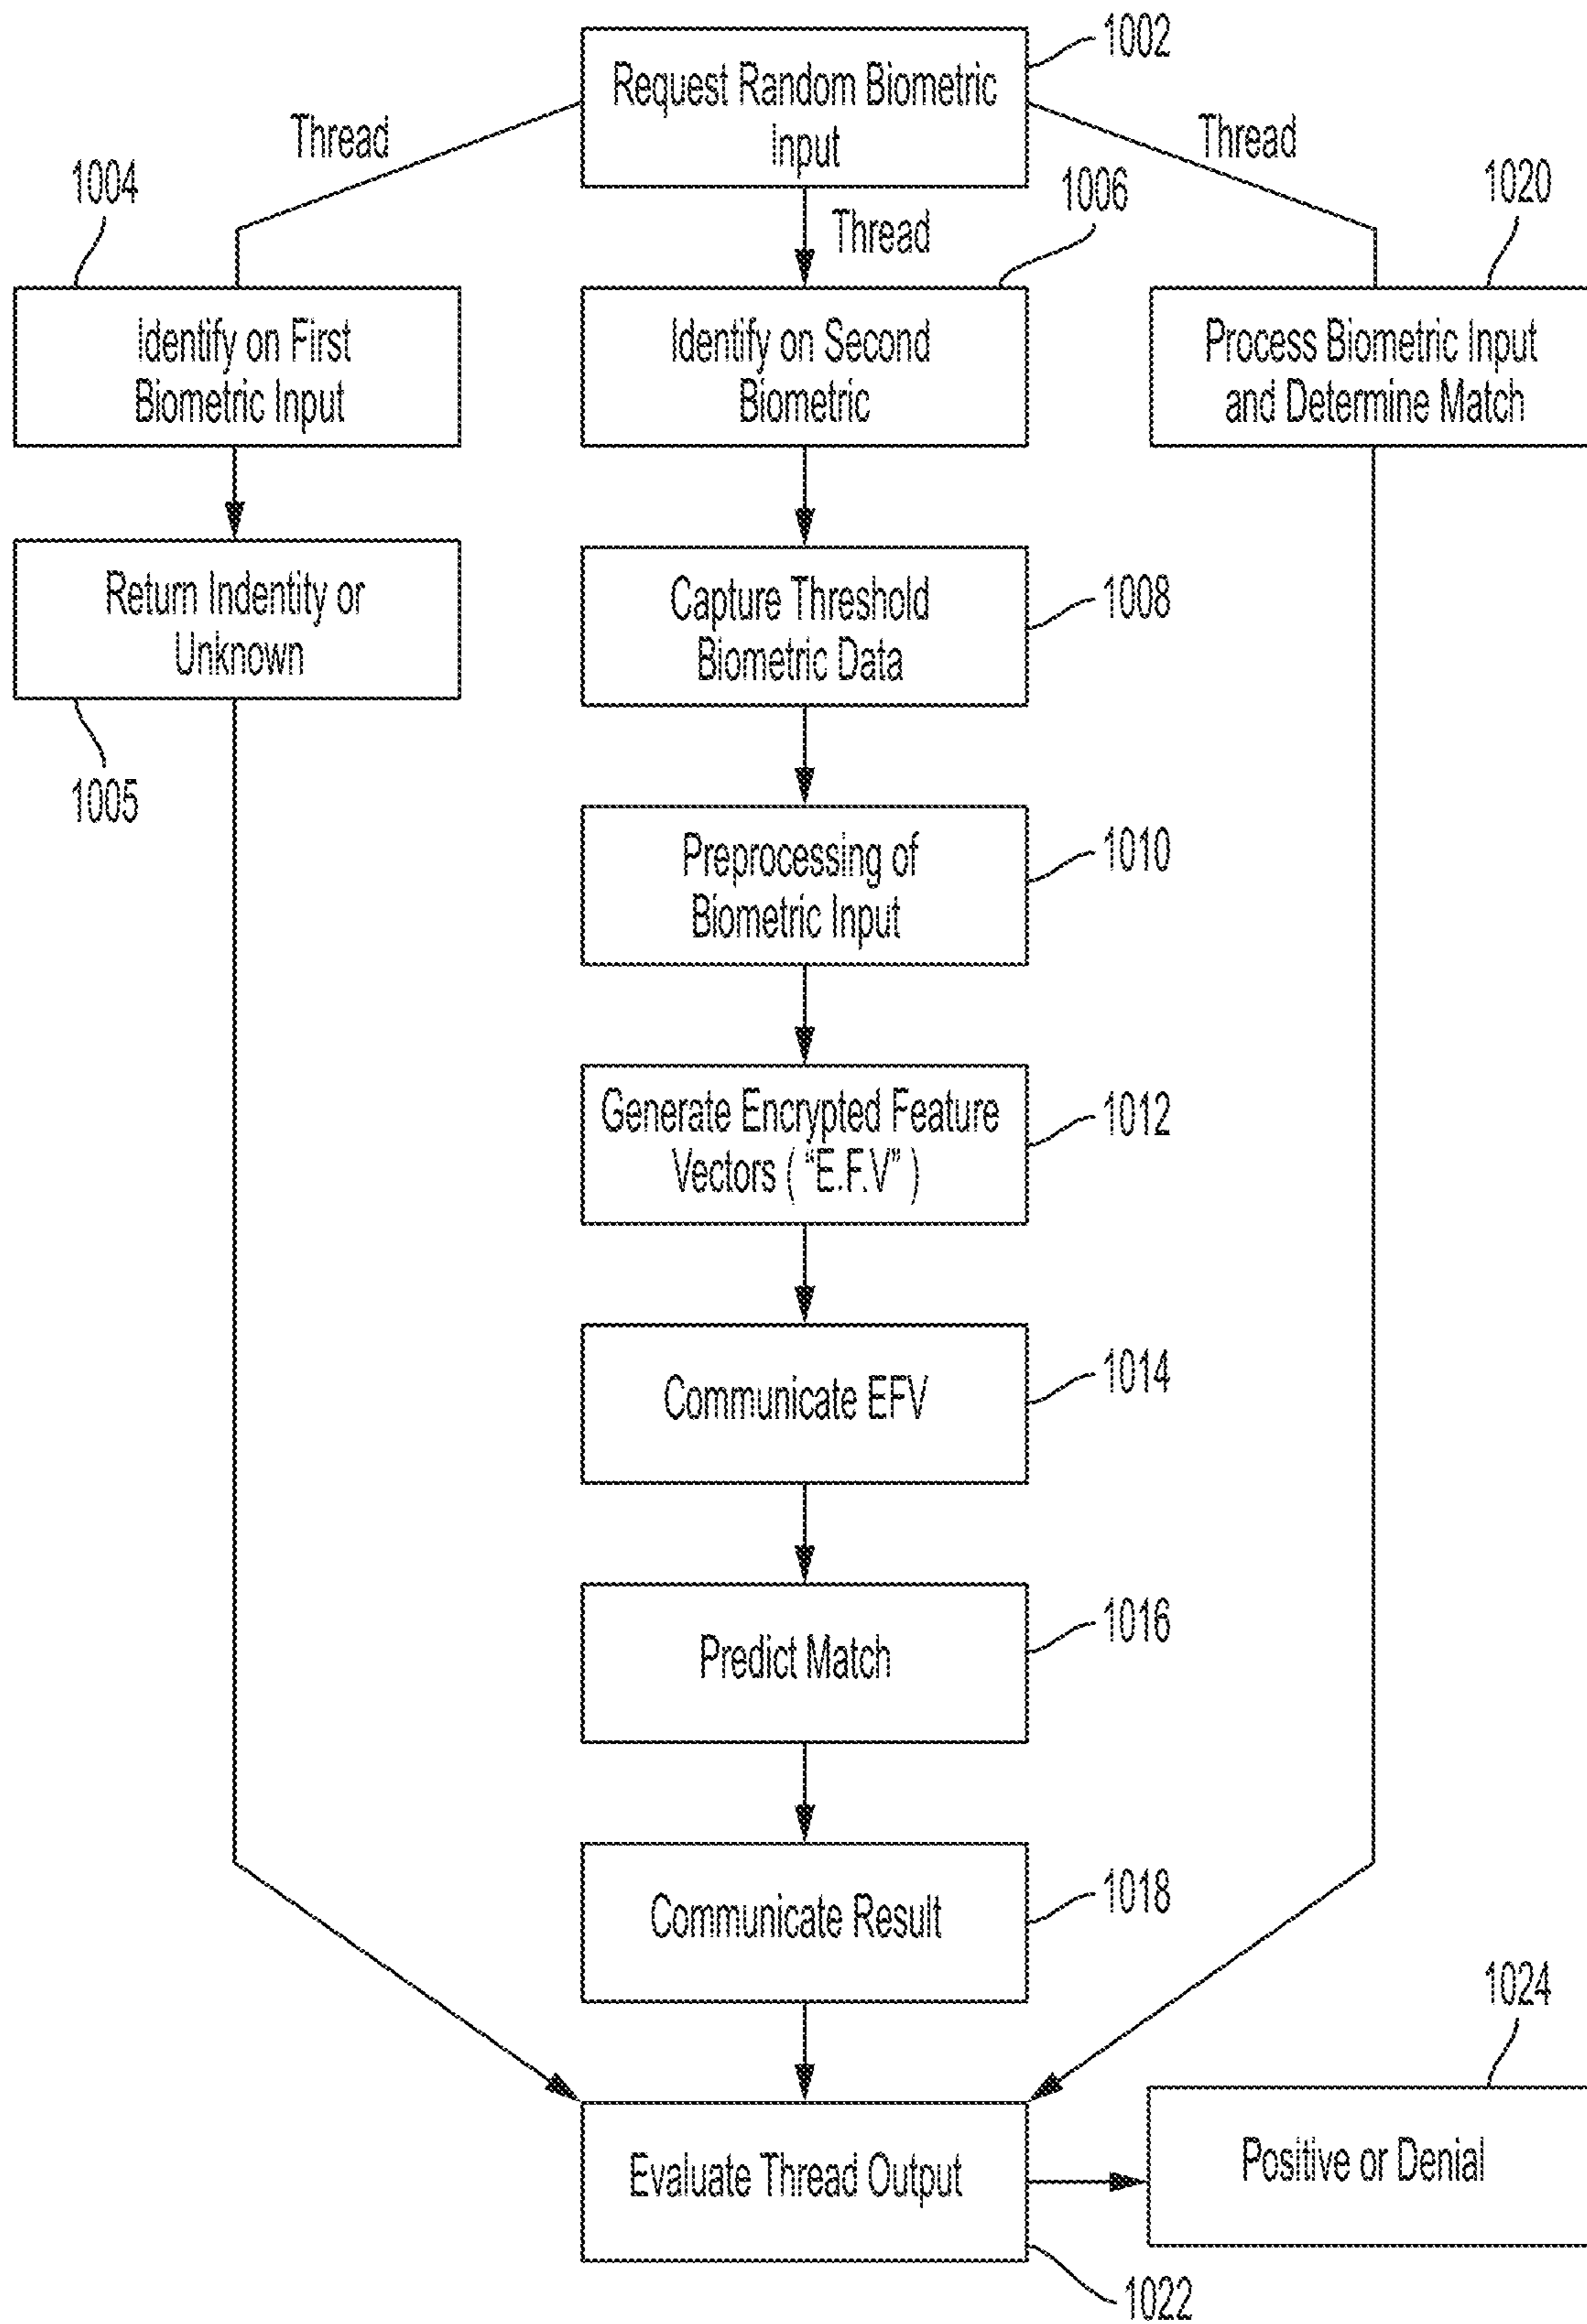 1002
Request Random Biometric
Input
Thread
Thread
Thread
1004
1006
1020
Identify on First
Biometric Input
Identify on Second
Biometric
Process Biometric Input
and Determine Match
Return Indentity or
Unknown
1005
Capture Threshold
Biometric Data
1008
Preprocessing of
Biometric Input
1010
Generate Encrypted Feature
Vectors ( “E.F.V” )
1012
Communicate EFV
1014
Predict Match
1016
Communicate Result
1018
Evaluate Thread Output
1022
1024
Positive or Denial